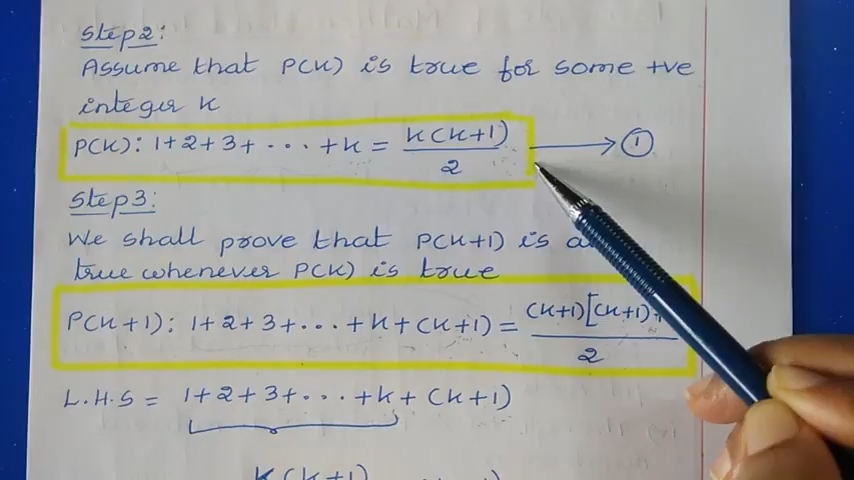 Step 2:
Assume that P(K) is true for some +ve
integer K
P(K): 1+2+3+ · · · · +K = K(K+1)/2 → ①
Step 3:
We shall prove that P(K+1) is
true whenever P(K) is true
P(K+1): 1+2+3+ · · · +K+(K+1) = (K+1)[(K+1)+ /2
L.H.S = 1+2+3+ · · · +K + (K+1)
K(K+1)